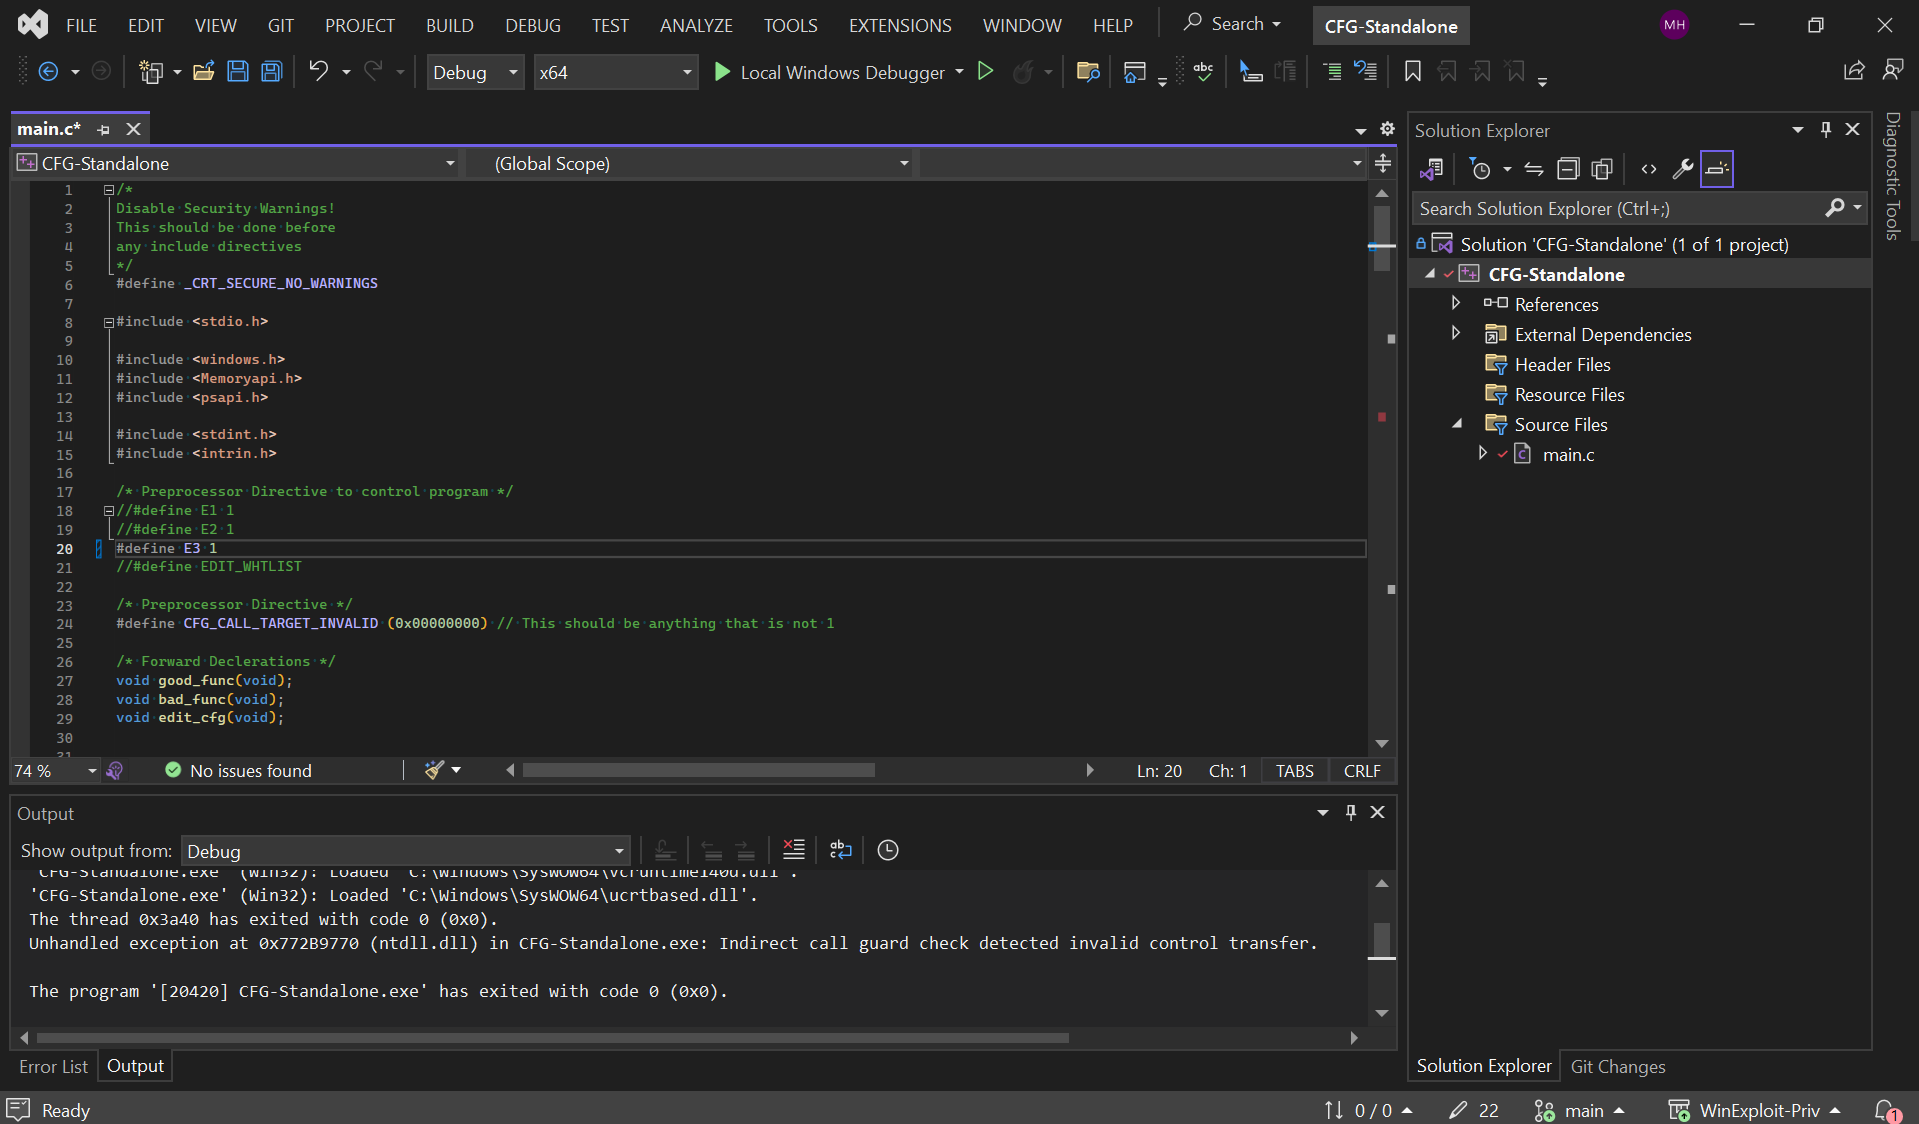 FILE EDIT VIEW GIT PROJECT BUILD DEBUG TEST ANALYZE TOOLS EXTENSIONS WINDOW HELP Search CFG-Standalone MH
Debug x64 Local Windows Debugger abc
main.c*
CFG-Standalone (Global Scope)
1 /*
2 Disable Security Warnings!
3 This should be done before
4 any include directives
5 */
6 #define _CRT_SECURE_NO_WARNINGS
7
8 #include <stdio.h>
9
10 #include <windows.h>
11 #include <Memoryapi.h>
12 #include <psapi.h>
13
14 #include <stdint.h>
15 #include <intrin.h>
16
17 /* Preprocessor Directive to control program */
18 //#define E1 1
19 //#define E2 1
20 #define E3 1
21 //#define EDIT_WHTLIST
22
23 /* Preprocessor Directive */
24 #define CFG_CALL_TARGET_INVALID (0x00000000) // This should be anything that is not 1
25
26 /* Forward Declerations */
27 void good_func(void);
28 void bad_func(void);
29 void edit_cfg(void);
30
31
74 % No issues found Ln: 20 Ch: 1 TABS CRLF
Output
Show output from: Debug
'CFG-Standalone.exe' (Win32): Loaded 'C:\Windows\SysWOW64\vcruntime140d.dll'.
'CFG-Standalone.exe' (Win32): Loaded 'C:\Windows\SysWOW64\ucrtbased.dll'.
The thread 0x3a40 has exited with code 0 (0x0).
Unhandled exception at 0x772B9770 (ntdll.dll) in CFG-Standalone.exe: Indirect call guard check detected invalid control transfer.
The program '[20420] CFG-Standalone.exe' has exited with code 0 (0x0).
Error List Output
Solution Explorer
Search Solution Explorer (Ctrl+;)
Solution 'CFG-Standalone' (1 of 1 project)
CFG-Standalone
References
External Dependencies
Header Files
Resource Files
Source Files
main.c
Solution Explorer Git Changes
Diagnostic Tools
Ready 0 / 0 22 main WinExploit-Priv 1